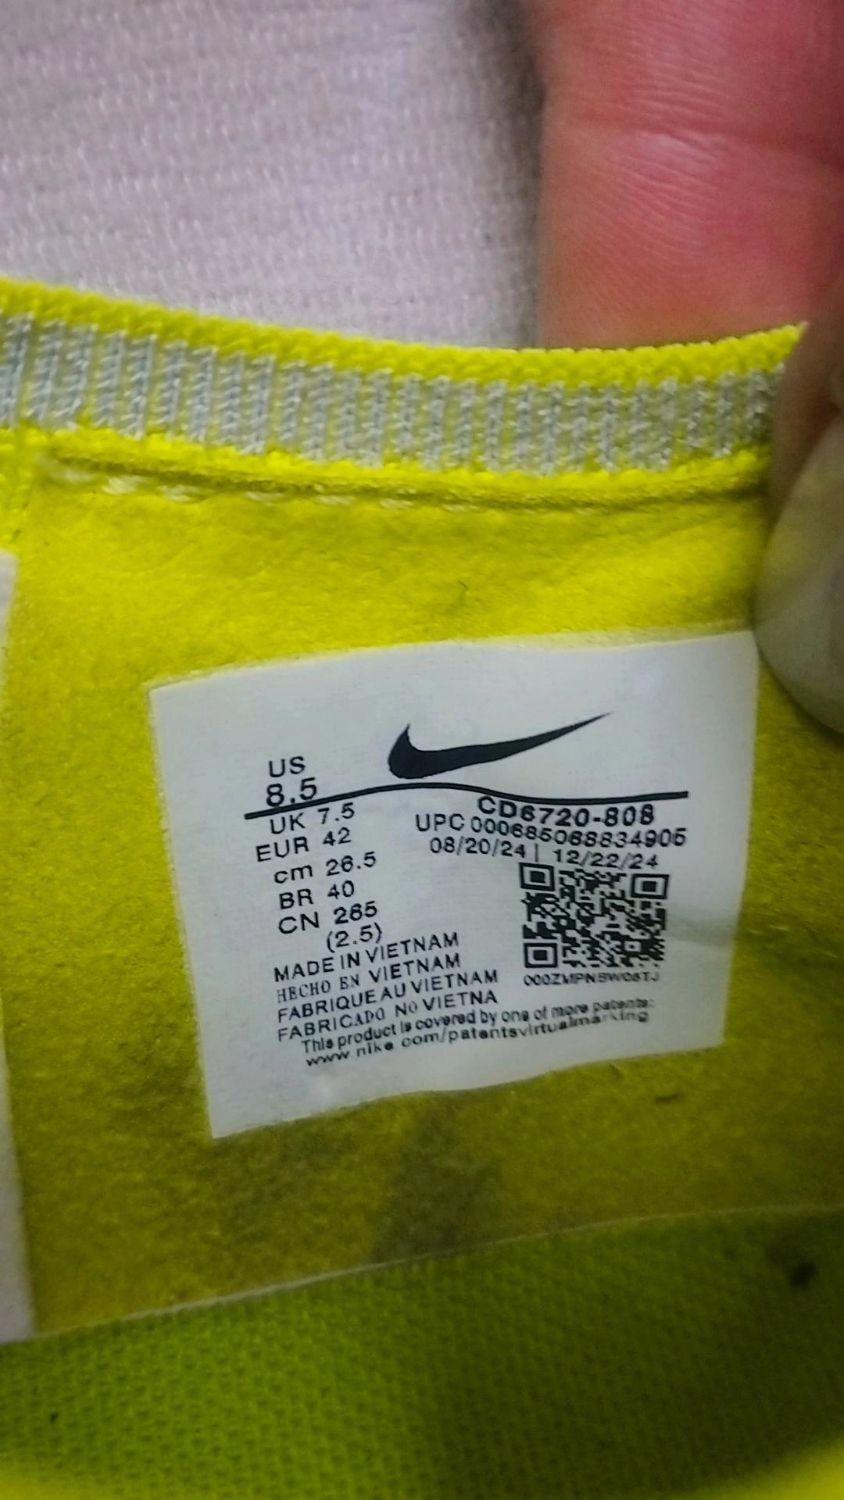 US
8.5
UK 7.5
EUR 42
cm 26.5
BR 40
CN 265
(2.5)
CD6720-808
UPC 000685068834905
08/20/24 | 12/22/24
MADE IN VIETNAM
HECHO EN VIETNAM
FABRIQUE AU VIETNAM
FABRICADO NO VIETNA
This product is covered by one of more patents:
www nike com/patentsvirtualmarking